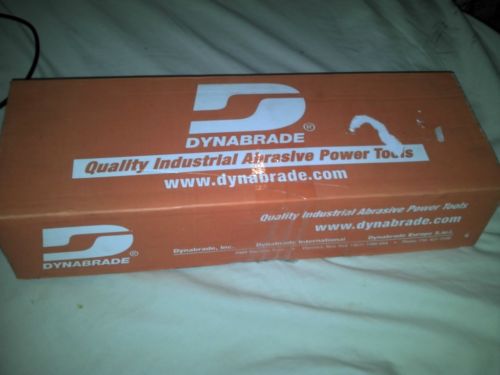 DYNABRADE®
Quality Industrial Abrasive Power Tools
www.dynabrade.com
Quality Industrial Abrasive Power Tools
www.dynabrade.com
DYNABRADE®
Dynabrade, Inc. Dynabrade International Dynabrade Europe S.àr.l.